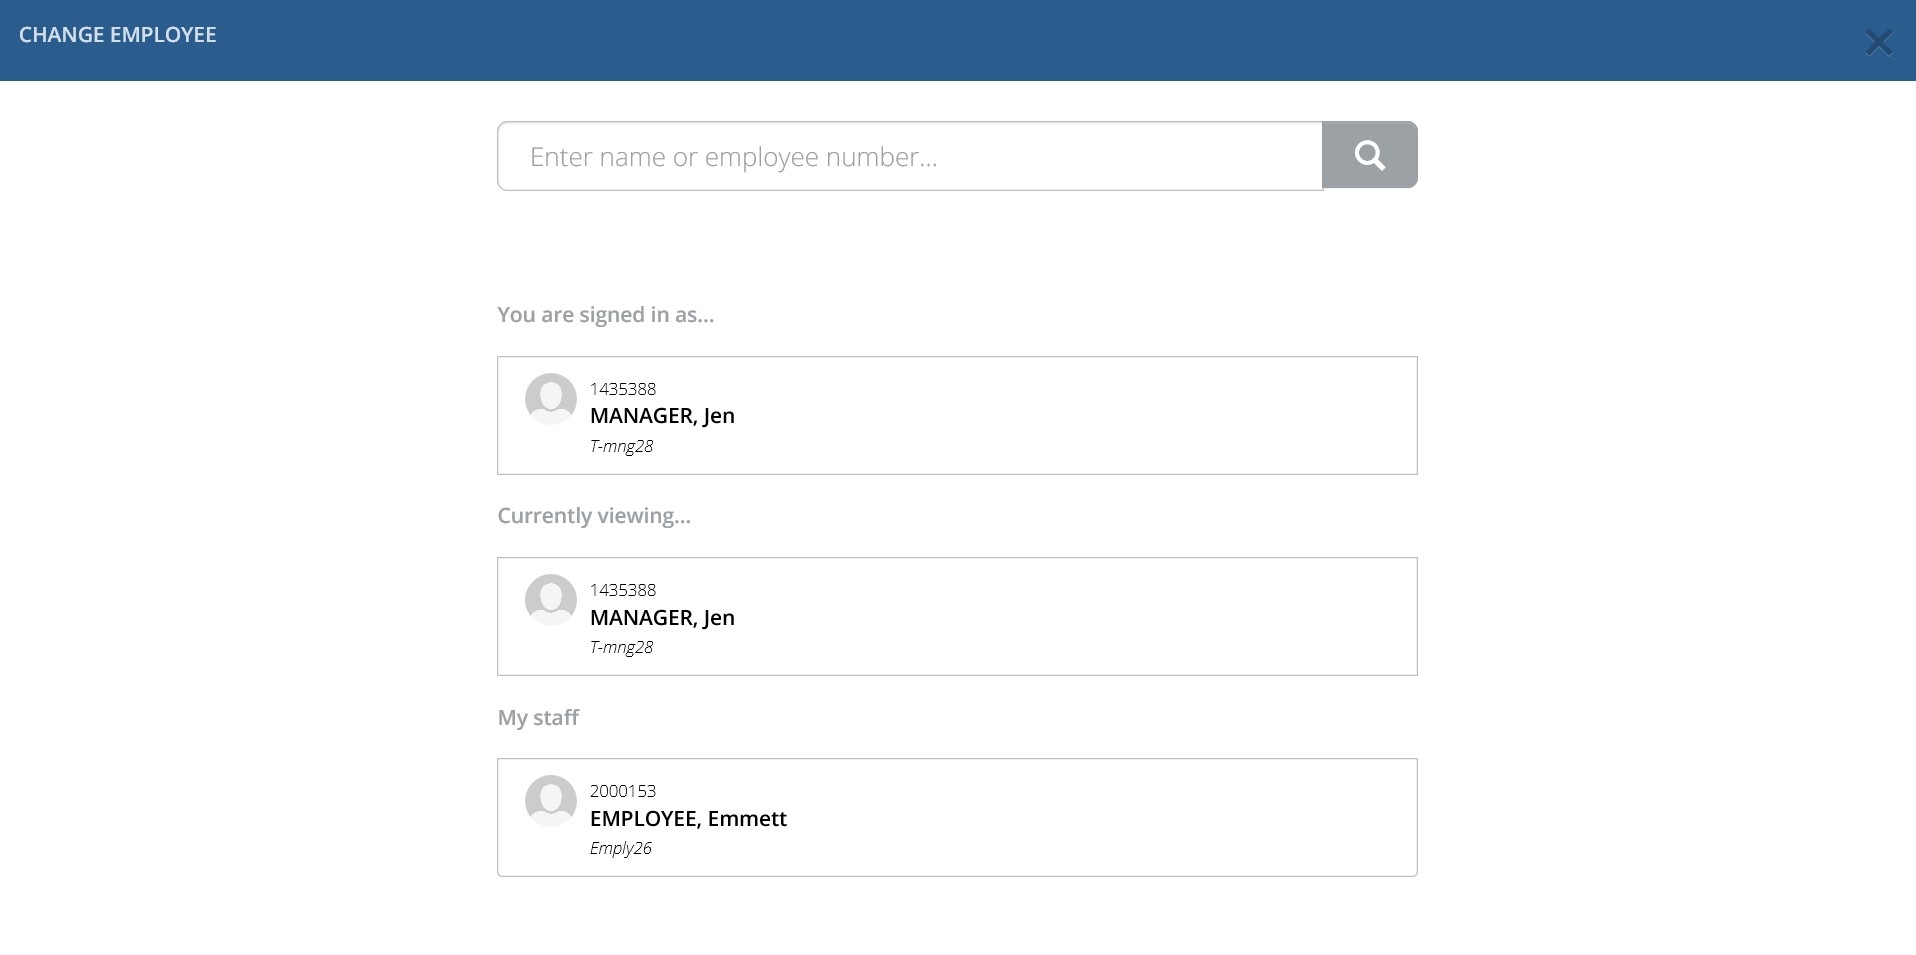 CHANGE EMPLOYEE
Enter name or employee number...
You are signed in as...
1435388
MANAGER, Jen
T-mng28
Currently viewing...
1435388
MANAGER, Jen
T-mng28
My staff
2000153
EMPLOYEE, Emmett
Emply26